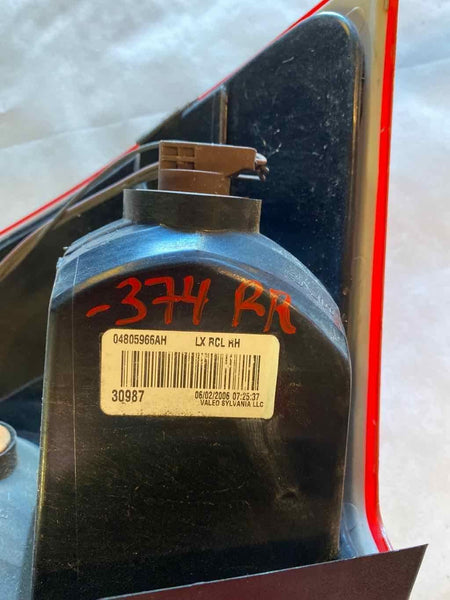 -374 RR
04805966AH LX RCL RH
30987 06/02/2006 07:25:37
VALEO SYLVANIA LLC